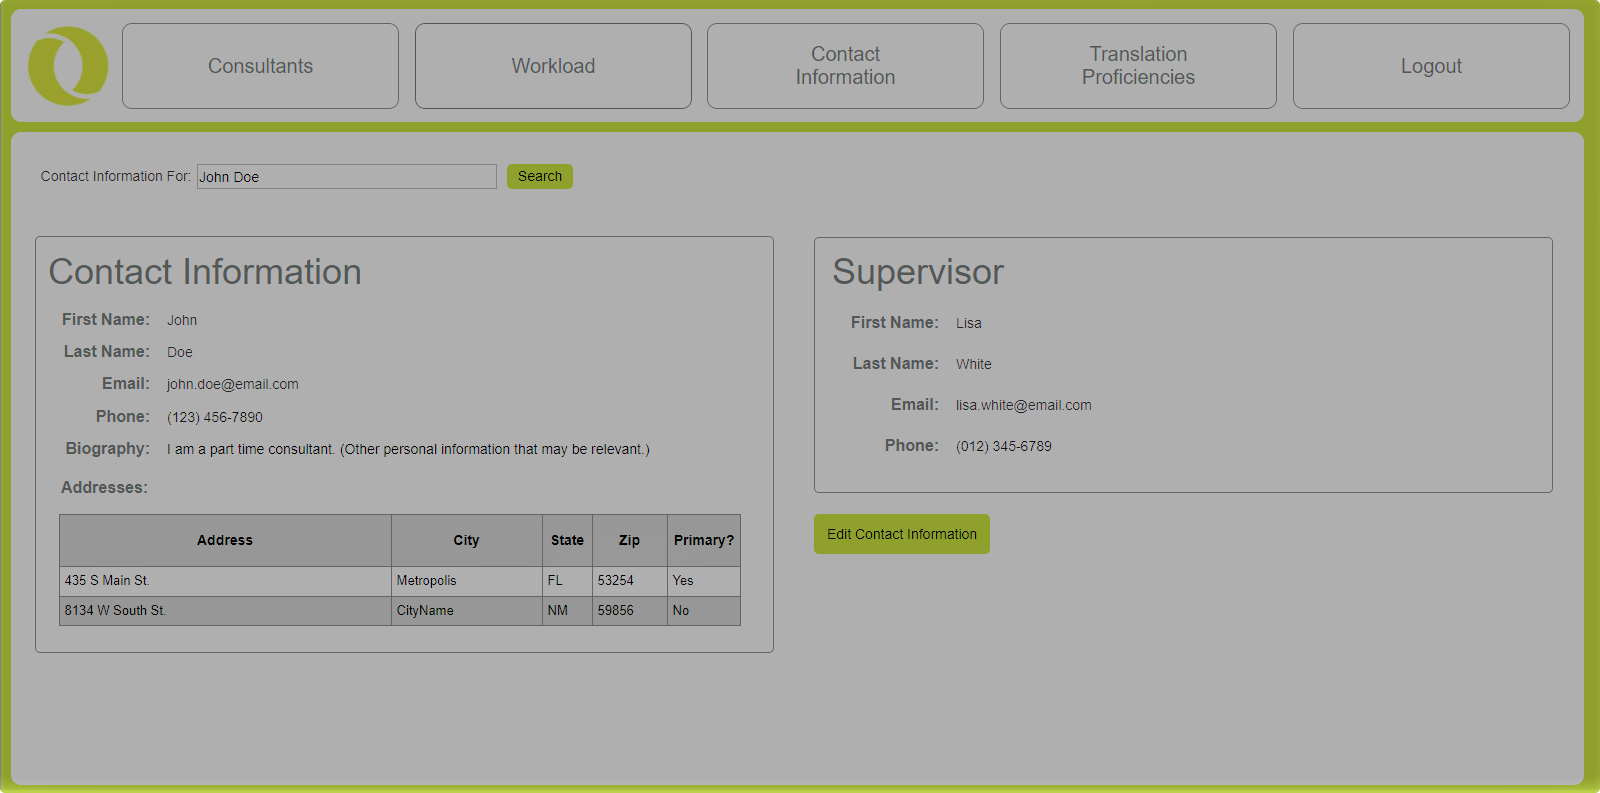 Consultants
Workload
Contact
Information
Translation
Proficiencies
Logout
Contact Information For: John Doe Search
Contact Information
First Name: John
Last Name: Doe
Email: john.doe@email.com
Phone: (123) 456-7890
Biography: I am a part time consultant. (Other personal information that may be relevant.)
Addresses:
Address City State Zip Primary?
435 S Main St. Metropolis FL 53254 Yes
8134 W South St. CityName NM 59856 No
Supervisor
First Name: Lisa
Last Name: White
Email: lisa.white@email.com
Phone: (012) 345-6789
Edit Contact Information